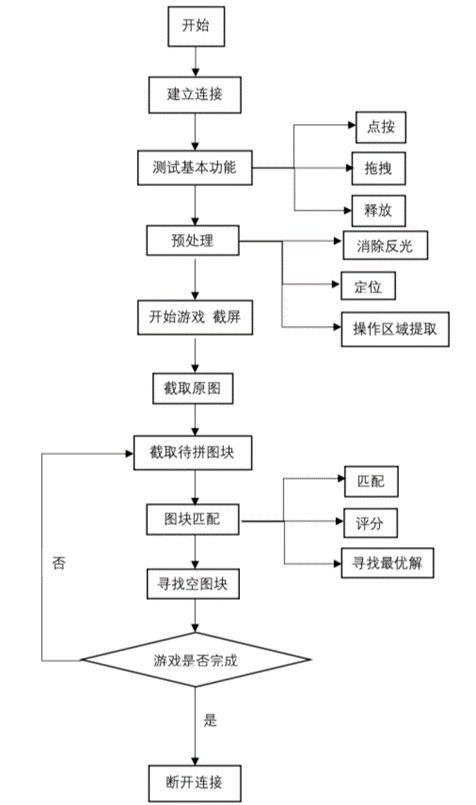 开始
建立连接
测试基本功能
点按
拖拽
释放
预处理
消除反光
定位
操作区域提取
开始游戏 截屏
截取原图
截取待拼图块
图块匹配
匹配
评分
寻找最优解
寻找空图块
游戏是否完成
否
是
断开连接